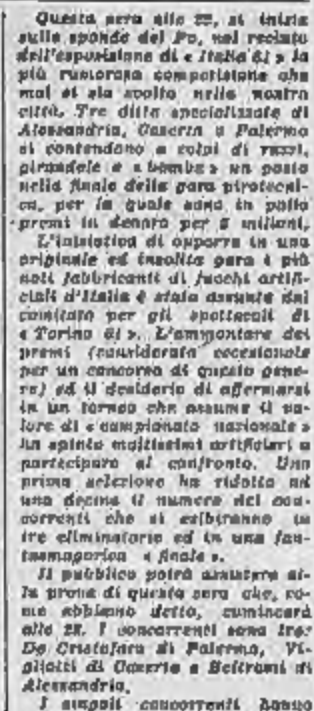 Questa sera alle 22, si inizia
sulle sponde del Po, nel recinto
dell'esposizione di « Italia 61 » la
più rumorosa competizione che
mai si sia svolta nella nostra
città. Tre ditte specializzate di
Alessandria, Caserta e Palermo
si contendono a colpi di razzi,
girandole e « bombe » un posto
nella finale della gara pirotecni-
ca, per la quale sono in palio
premi in denaro per 5 milioni.
L'iniziativa di opporre in una
originale ed insolita gara i più
noti fabbricanti di fuochi artifi-
ciali d'Italia è stata assunta dal
comitato per gli spettacoli di
« Torino 61 ». L'ammontare dei
premi (considerato eccezionale
per un concorso di questo gene-
re) ed il desiderio di affermarsi
in un torneo che assume il va-
lore di « campionato nazionale »
ha spinto moltissimi artificieri a
partecipare al confronto. Una
prima selezione ha ridotto ad
una decina il numero dei con-
correnti che si esibiranno in
tre eliminatorie ed in una fan-
tasmagorica « finale ».
Il pubblico potrà assistere al-
la prova di questa sera che, co-
me abbiamo detto, comincerà
alle 22. I concorrenti sono tre:
De Cristofaro di Palermo, Vi-
gliotti di Caserta e Beltrami di
Alessandria.
I singoli concorrenti hanno